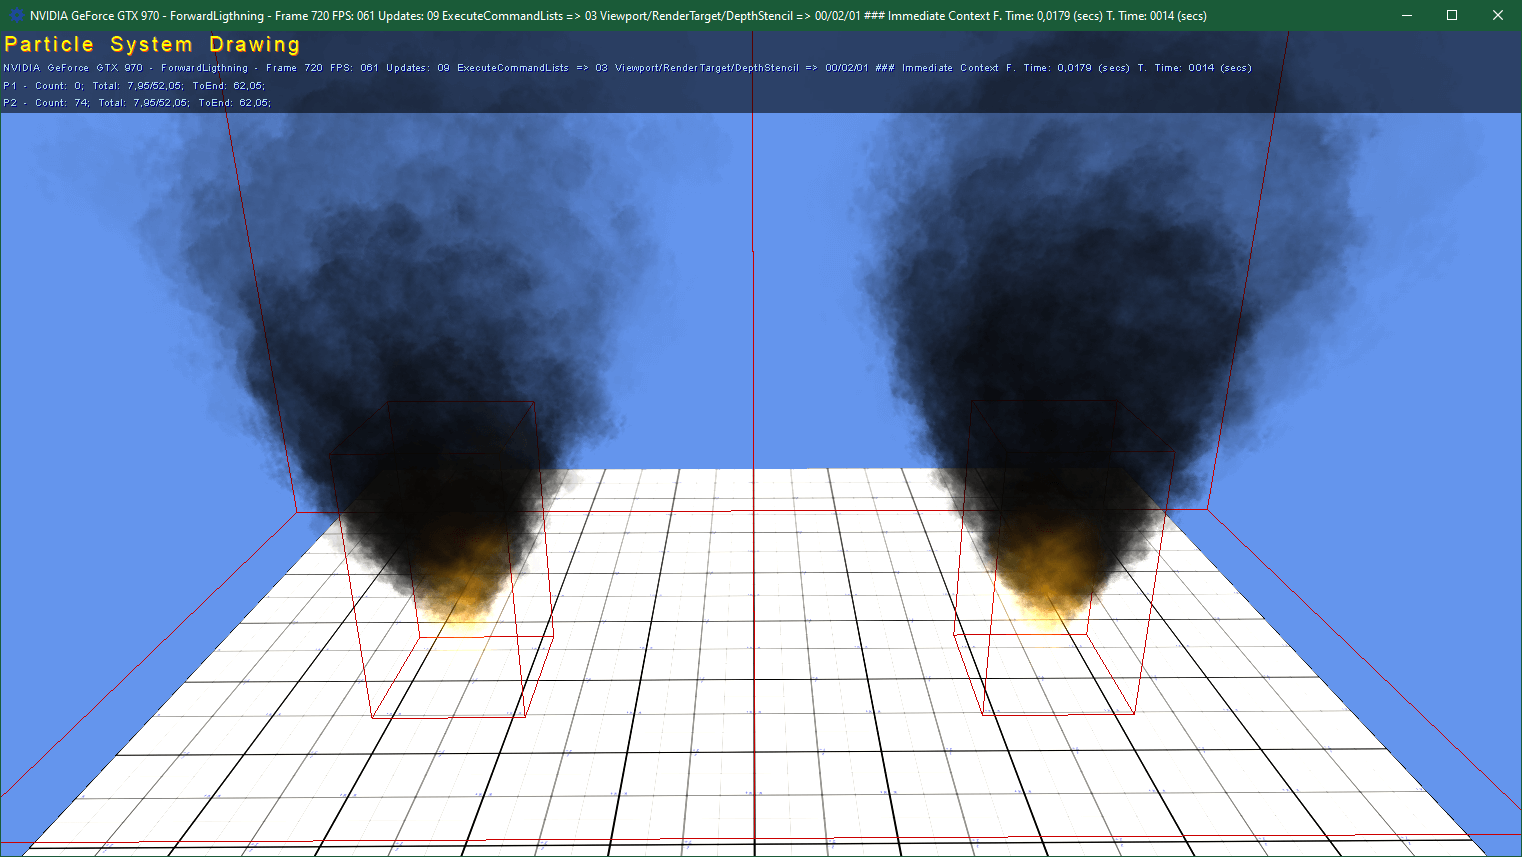 NVIDIA GeForce GTX 970 - ForwardLigthning - Frame 720 FPS: 061 Updates: 09 ExecuteCommandLists => 03 Viewport/RenderTarget/DepthStencil => 00/02/01 ### Immediate Context F. Time: 0,0179 (secs) T. Time: 0014 (secs)
Particle System Drawing
NVIDIA GeForce GTX 970 - ForwardLigthning - Frame 720 FPS: 061 Updates: 09 ExecuteCommandLists => 03 Viewport/RenderTarget/DepthStencil => 00/02/01 ### Immediate Context F. Time: 0,0179 (secs) T. Time: 0014 (secs)
P1 - Count: 0; Total: 7,95/52,05; ToEnd: 62,05;
P2 - Count: 74; Total: 7,95/52,05; ToEnd: 62,05;